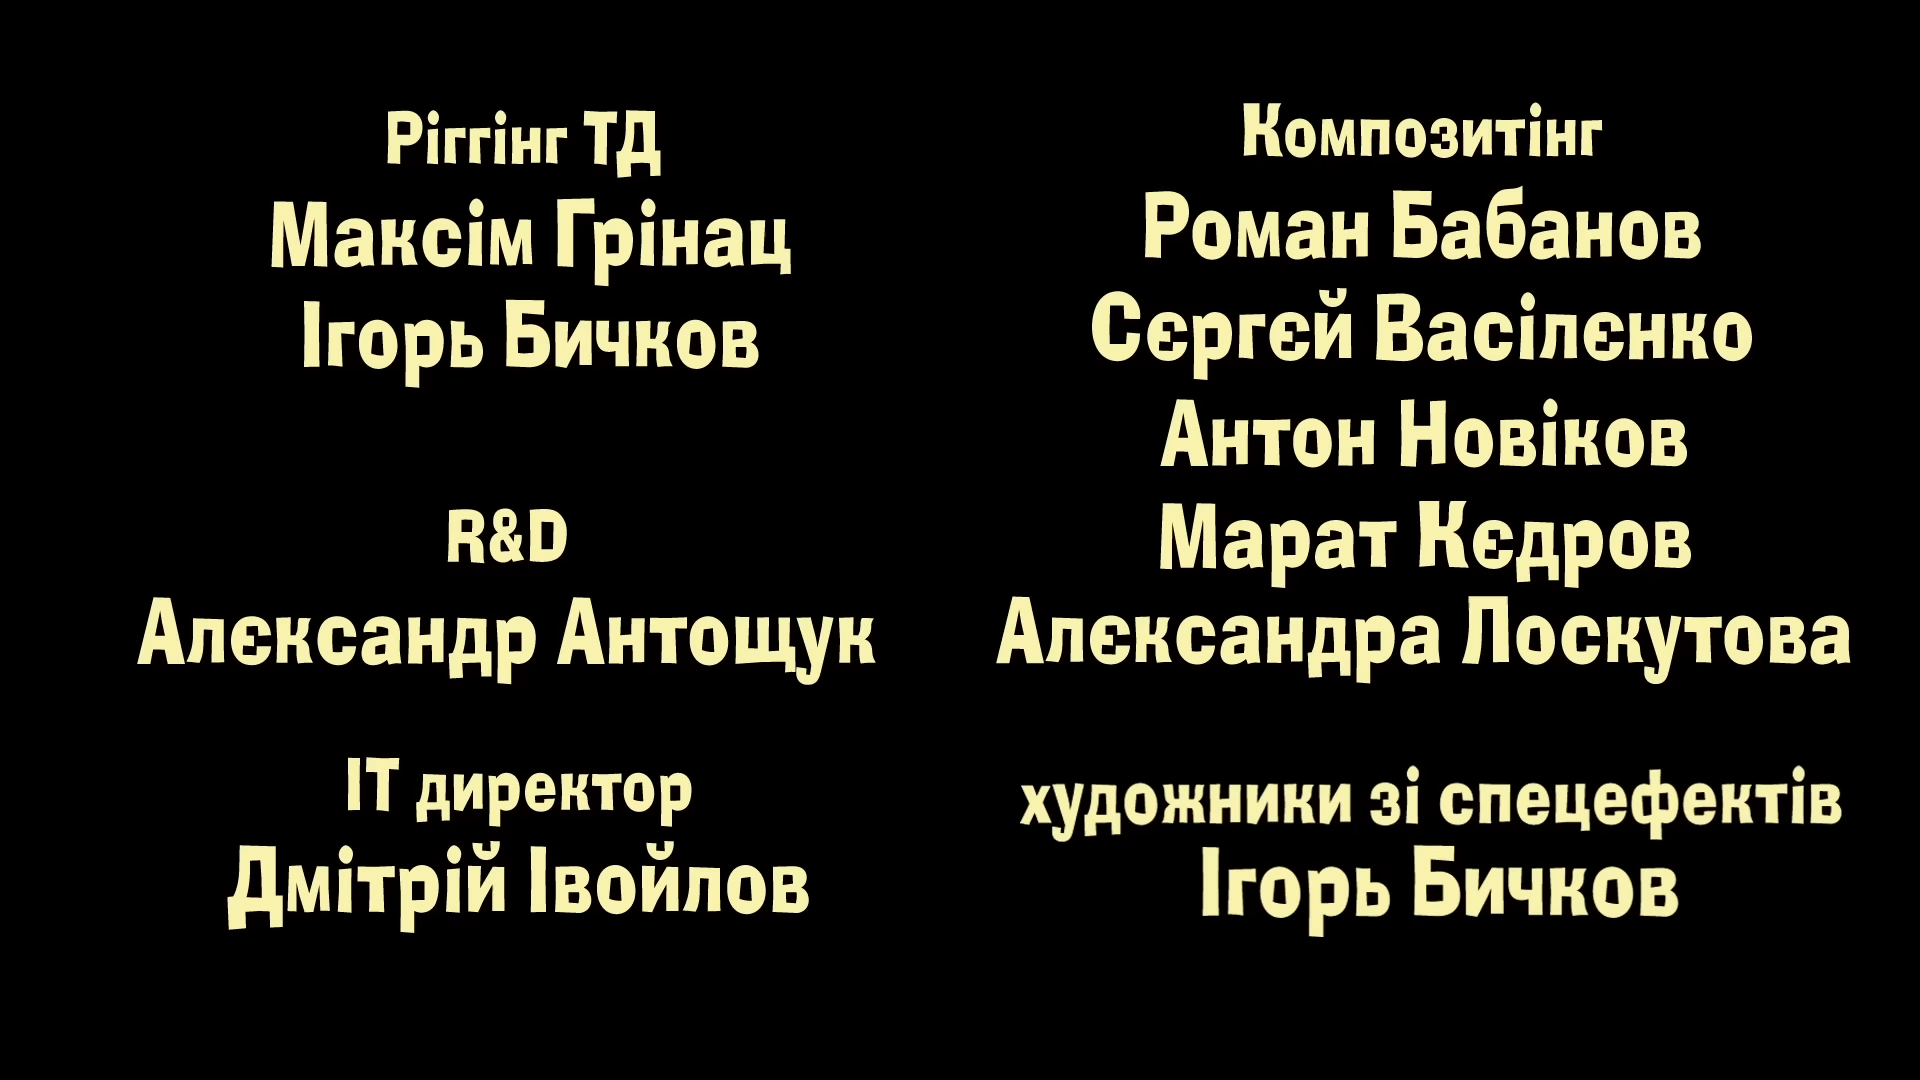 Ріггінг ТД
Максім Грінац
Ігорь Бичков
R&D
Алєксандр Антощук
ІТ директор
Дмітрій Івойлов
Композитінг
Роман Бабанов
Сєргєй Васілєнко
Антон Новіков
Марат Кєдров
Алєксандра Лоскутова
художники зі спецефектів
Ігорь Бичков